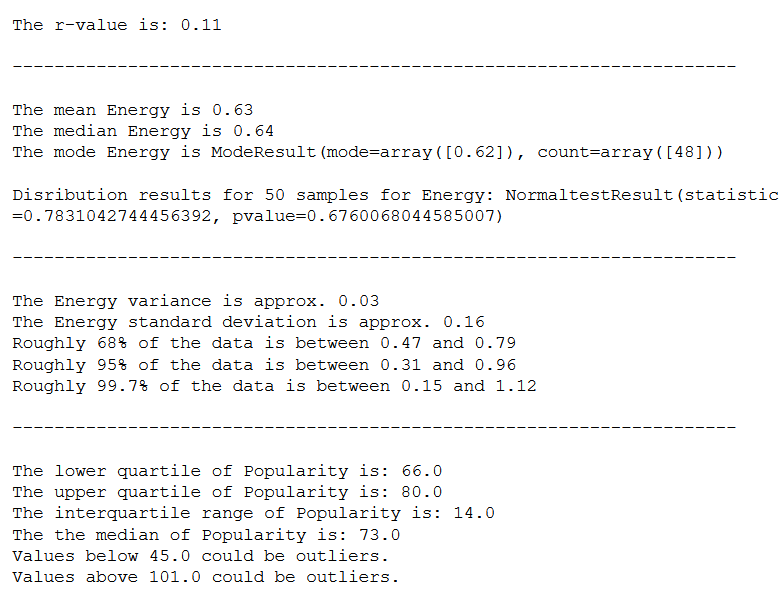 The r-value is: 0.11
---------------------------------------------------------------------
The mean Energy is 0.63
The median Energy is 0.64
The mode Energy is ModeResult(mode=array([0.62]), count=array([48]))
Disribution results for 50 samples for Energy: NormaltestResult(statistic
=0.7831042744456392, pvalue=0.6760068044585007)
---------------------------------------------------------------------
The Energy variance is approx. 0.03
The Energy standard deviation is approx. 0.16
Roughly 68% of the data is between 0.47 and 0.79
Roughly 95% of the data is between 0.31 and 0.96
Roughly 99.7% of the data is between 0.15 and 1.12
---------------------------------------------------------------------
The lower quartile of Popularity is: 66.0
The upper quartile of Popularity is: 80.0
The interquartile range of Popularity is: 14.0
The the median of Popularity is: 73.0
Values below 45.0 could be outliers.
Values above 101.0 could be outliers.